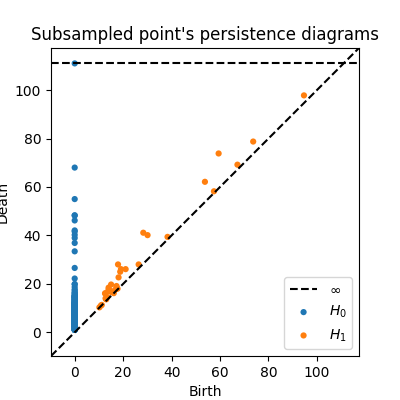 Subsampled point's persistence diagrams
Death
100
80
60
40
20
0
0 20 40 60 80 100
Birth
∞
H₀
H₁